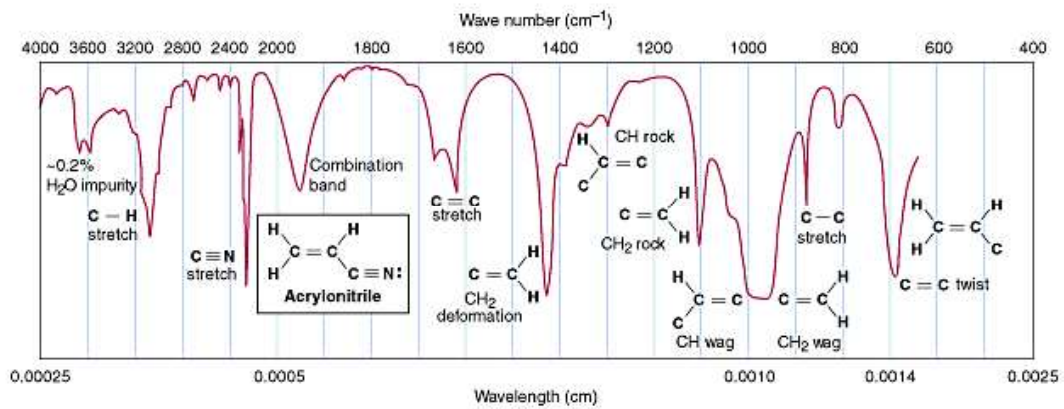 Wave number (cm⁻¹)
4000 3600 3200 2800 2400 2200 1950 1800 1600 1400 1200 1000 800 600 400
~0.2%
H₂O impurity
C – H
stretch
C ≡ N
stretch
Combination
band
H H
C = C
H C ≡ N:
Acrylonitrile
C = C
stretch
H
C = C
H
CH₂
deformation
CH rock
H
C = C
C
H
C = C
H
CH₂ rock
H
C = C
C
CH wag
H
C = C
H
CH₂ wag
C – C
stretch
H H
C = C
H C
C = C twist
0.00025 0.0005 0.0010 0.0014 0.0025
Wavelength (cm)